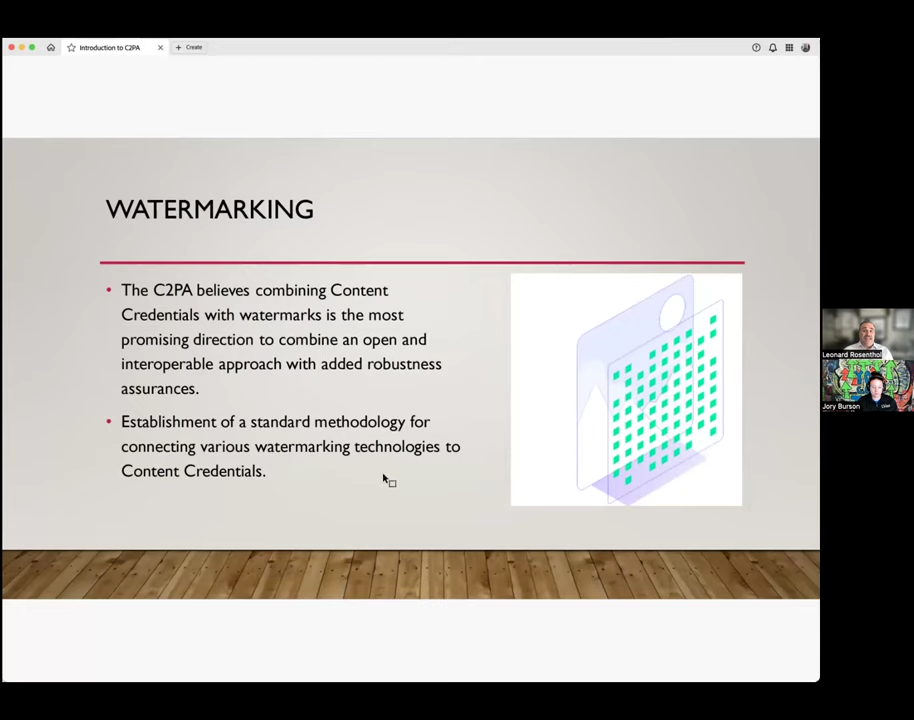 Introduction to C2PA
Create
WATERMARKING
• The C2PA believes combining Content
Credentials with watermarks is the most
promising direction to combine an open and
interoperable approach with added robustness
assurances.
• Establishment of a standard methodology for
connecting various watermarking technologies to
Content Credentials.
Leonard Rosenthol
Jory Burson